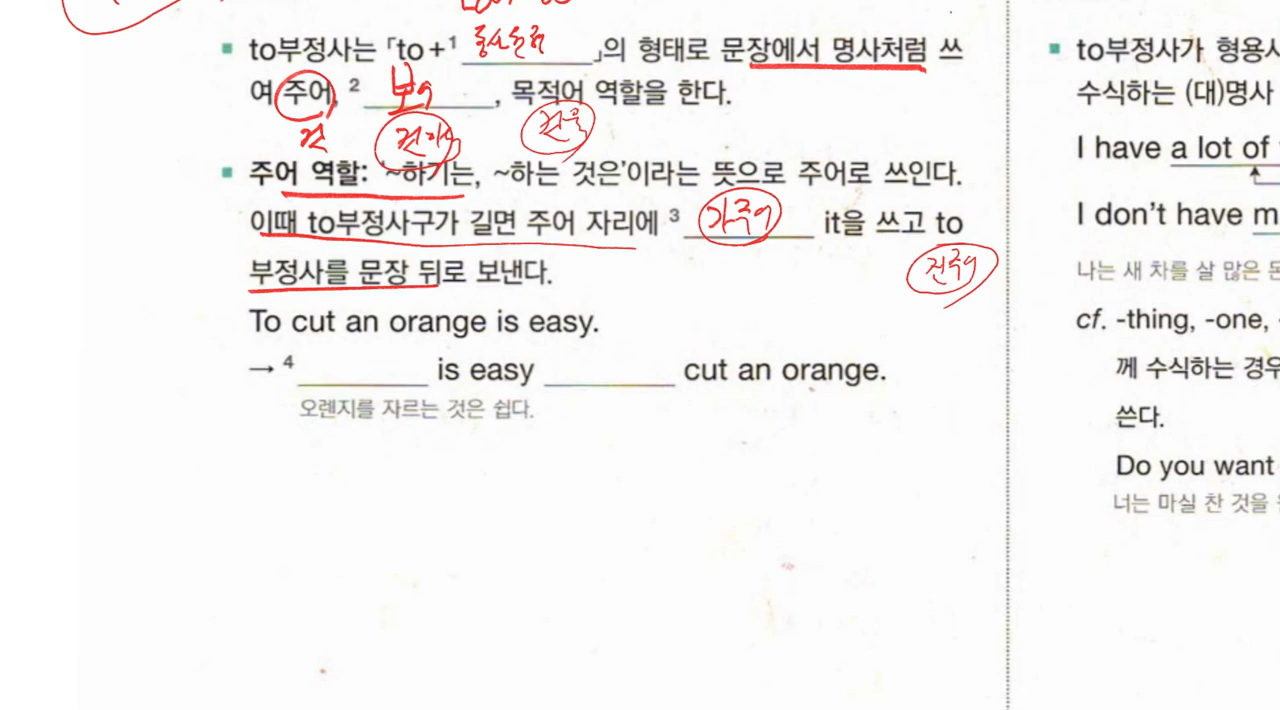 동사원형
to부정사는 「to+1 」의 형태로 문장에서 명사처럼 쓰
여 주어, 2 보어 , 목적어 역할을 한다.
것
것을
주어 역할: '~하기는, ~하는 것은'이라는 뜻으로 주어로 쓰인다.
이때 to부정사구가 길면 주어 자리에 3 가주어 it을 쓰고 to
진주어
부정사를 문장 뒤로 보낸다.
To cut an orange is easy.
→ 4 is easy cut an orange.
오렌지를 자르는 것은 쉽다.
to부정사가 형용사
수식하는 (대)명사
I have a lot of
I don't have m
나는 새 차를 살 많은 돈
cf. -thing, -one,
께 수식하는 경우
쓴다.
Do you want
너는 마실 찬 것을